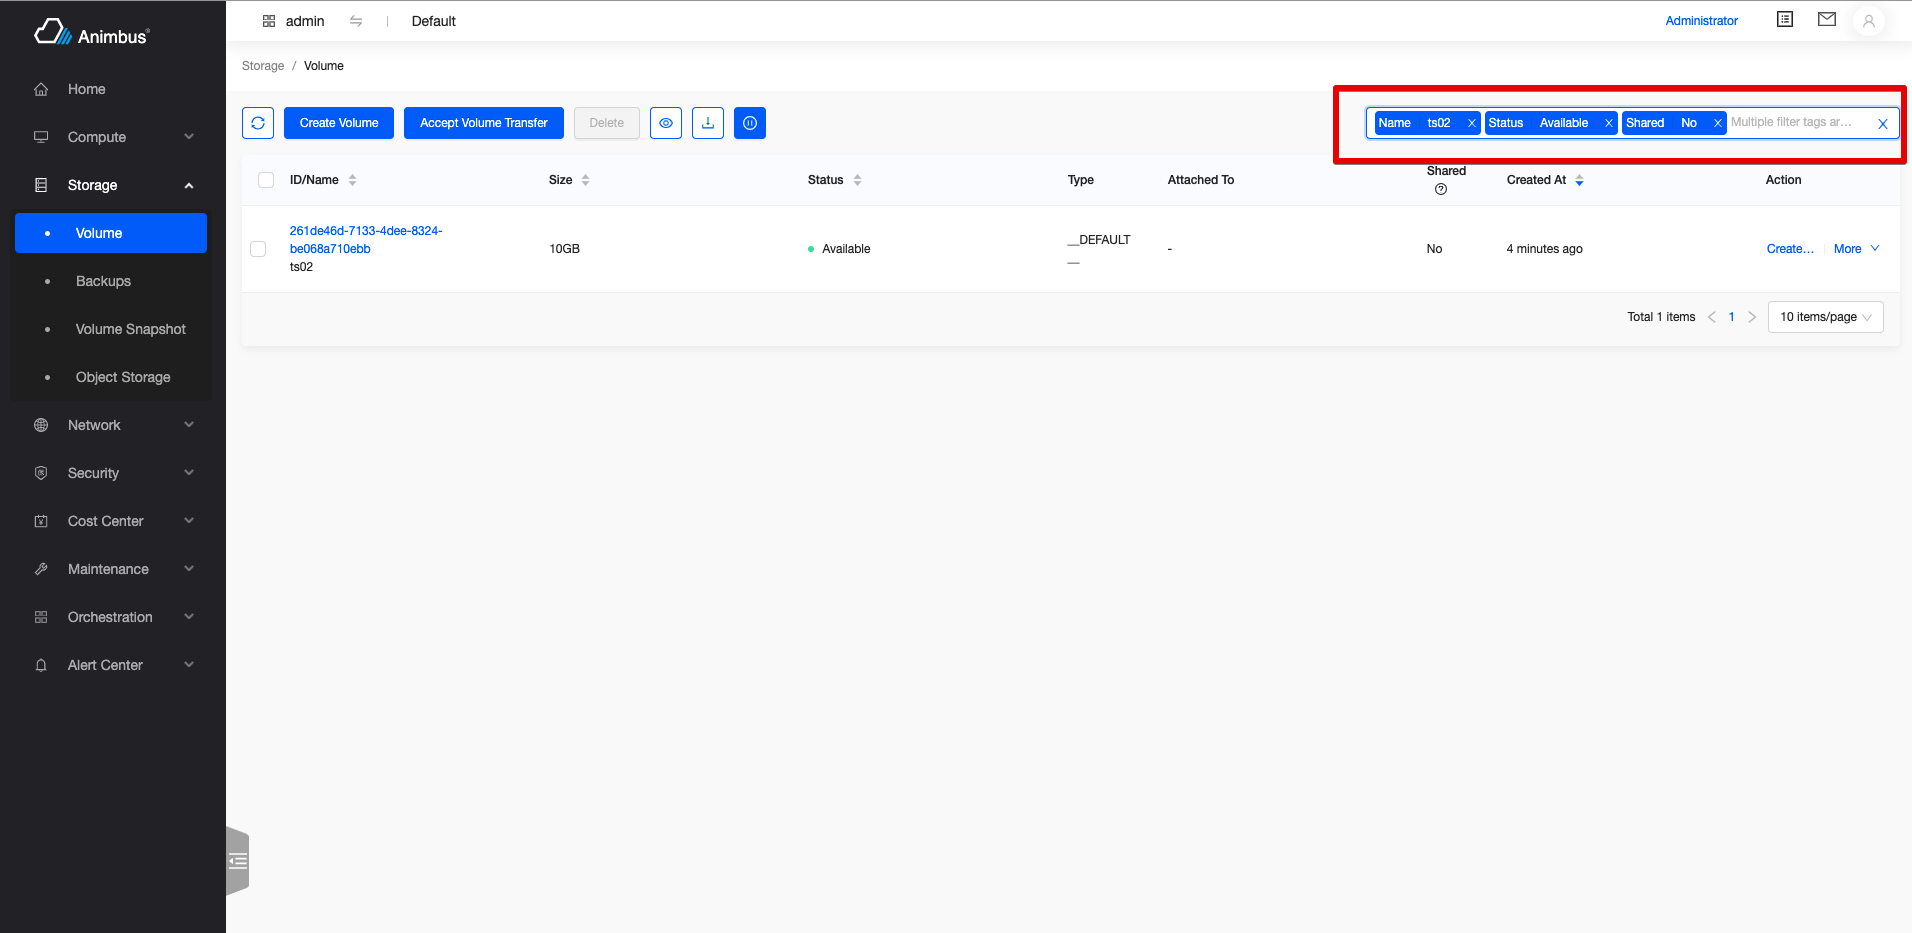 Animbus®
admin
Default
Administrator
Home
Compute
Storage
Volume
Backups
Volume Snapshot
Object Storage
Network
Security
Cost Center
Maintenance
Orchestration
Alert Center
Storage / Volume
Create Volume
Accept Volume Transfer
Delete
Name ts02 Status Available Shared No Multiple filter tags ar...
ID/Name Size Status Type Attached To Shared Created At Action
261de46d-7133-4dee-8324-
be068a710ebb
ts02
10GB
Available
__DEFAULT
__
-
No
4 minutes ago
Create... More
Total 1 items 1 10 items/page